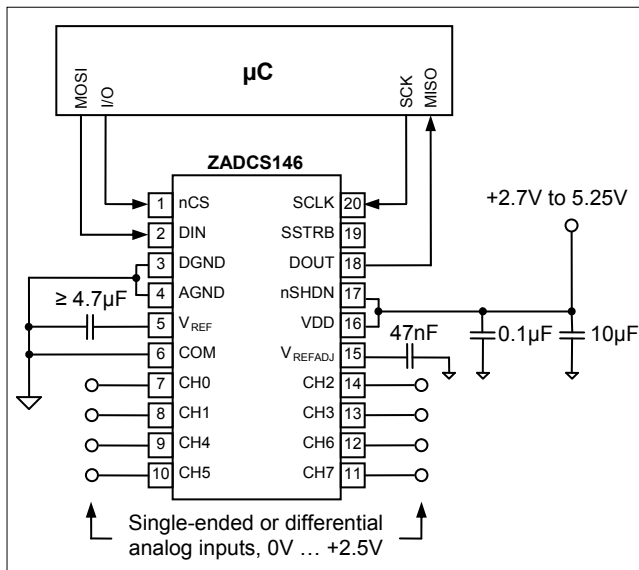 µC
MOSI
I/O
SCK
MISO
ZADCS146
+2.7V to 5.25V
1 nCS
SCLK 20
2 DIN
SSTRB 19
3 DGND
DOUT 18
4 AGND
nSHDN 17
≥ 4.7µF
5 VREF
VDD 16
6 COM
VREFADJ 15
47nF
0.1µF
10µF
7 CH0
CH2 14
8 CH1
CH3 13
9 CH4
CH6 12
10 CH5
CH7 11
Single-ended or differential
analog inputs, 0V … +2.5V